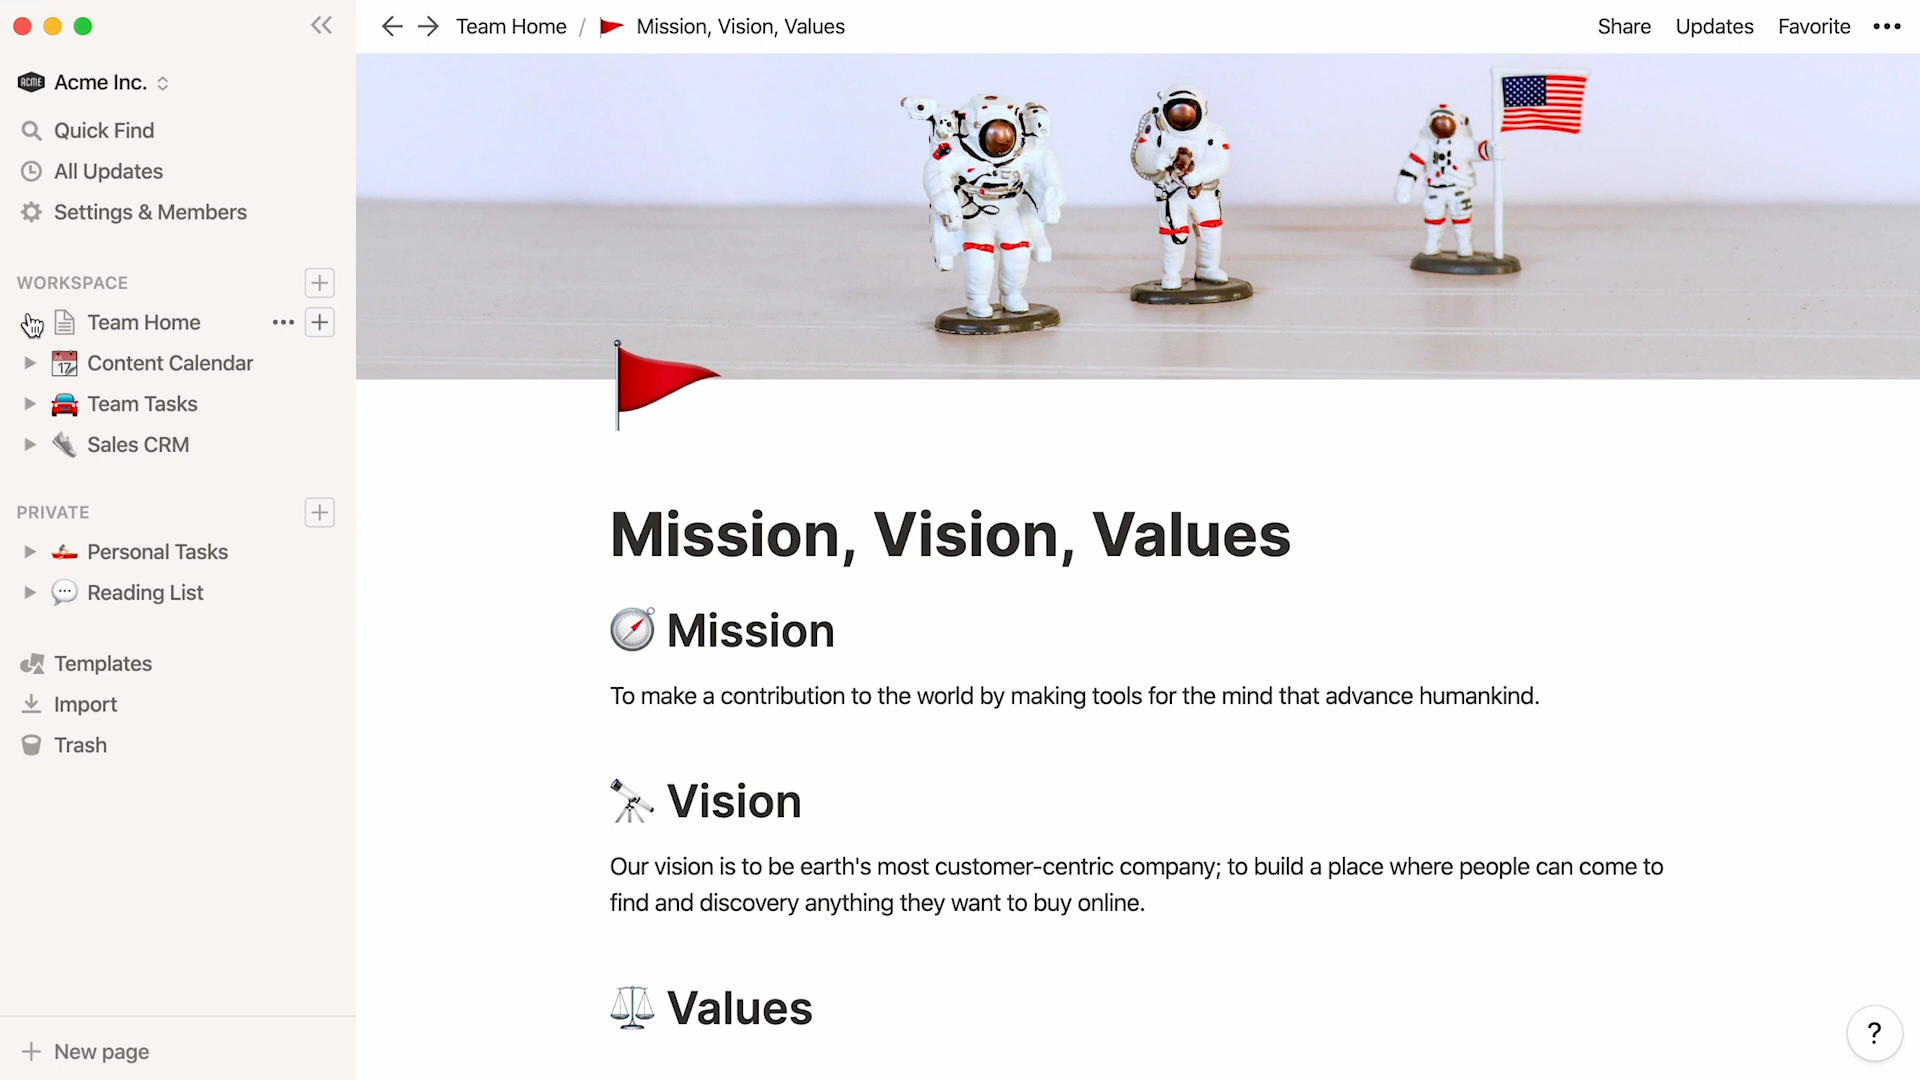 Team Home / Mission, Vision, Values
Share Updates Favorite •••
ACME Acme Inc.
Quick Find
All Updates
Settings & Members
WORKSPACE
Team Home •••
17 Content Calendar
Team Tasks
Sales CRM
PRIVATE
Personal Tasks
Reading List
Templates
Import
Trash
New page
Mission, Vision, Values
Mission
To make a contribution to the world by making tools for the mind that advance humankind.
Vision
Our vision is to be earth's most customer-centric company; to build a place where people can come to
find and discovery anything they want to buy online.
Values
?